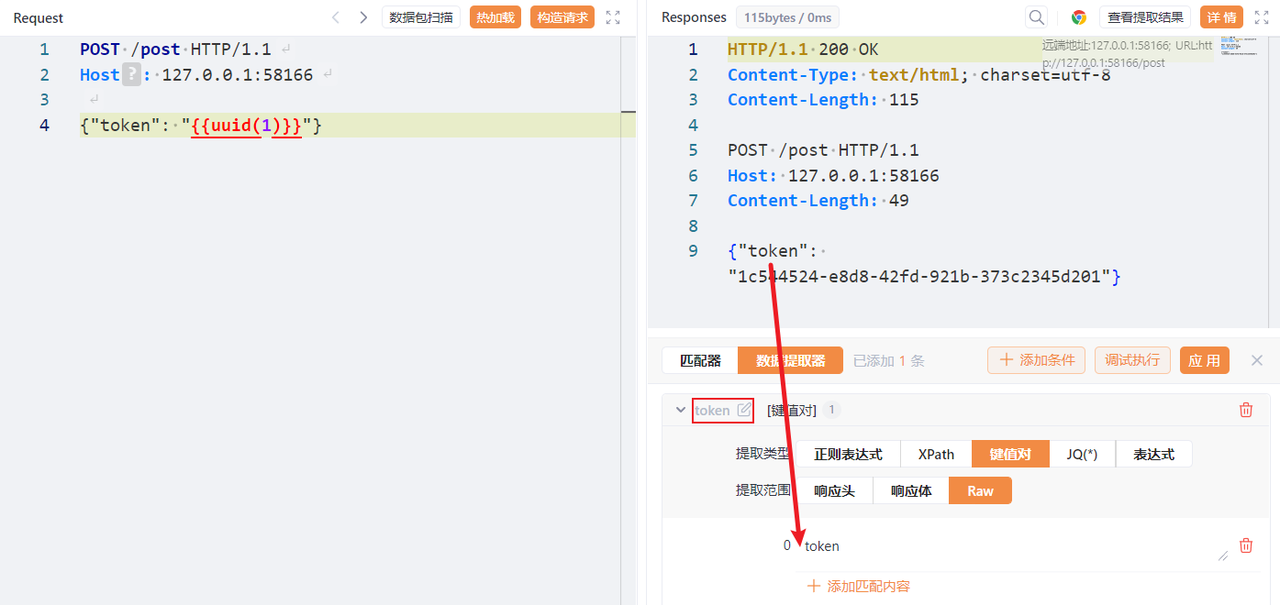 Request
数据包扫描
热加载
构造请求
1 POST /post HTTP/1.1
2 Host ? : 127.0.0.1:58166
3
4 {"token": "{{uuid(1)}}"}
Responses
115bytes / 0ms
查看提取结果
详 情
远端地址:127.0.0.1:58166; URL:htt
p://127.0.0.1:58166/post
1 HTTP/1.1 200 OK
2 Content-Type: text/html; charset=utf-8
3 Content-Length: 115
4
5 POST /post HTTP/1.1
6 Host: 127.0.0.1:58166
7 Content-Length: 49
8
9 {"token":
"1c544524-e8d8-42fd-921b-373c2345d201"}
匹配器
数据提取器
已添加 1 条
添加条件
调试执行
应 用
token [键值对] 1
提取类型 正则表达式 XPath 键值对 JQ(*) 表达式
提取范围 响应头 响应体 Raw
0 token
添加匹配内容